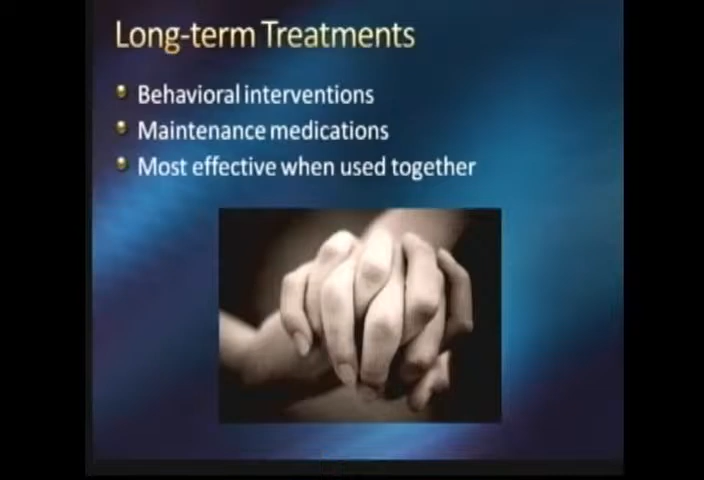 Long-term Treatments
Behavioral interventions
Maintenance medications
Most effective when used together